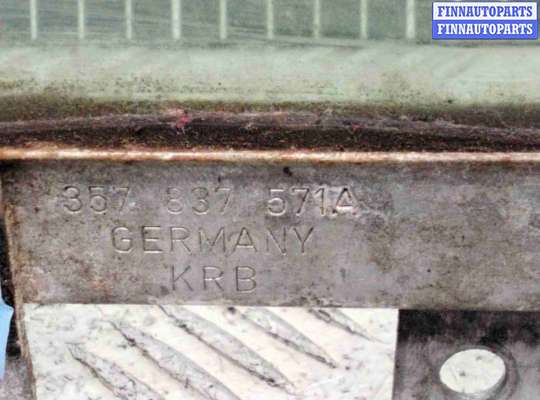 FINNAUTOPARTS
FINNAUTOPARTS
357 837 571A
GERMANY
KRB